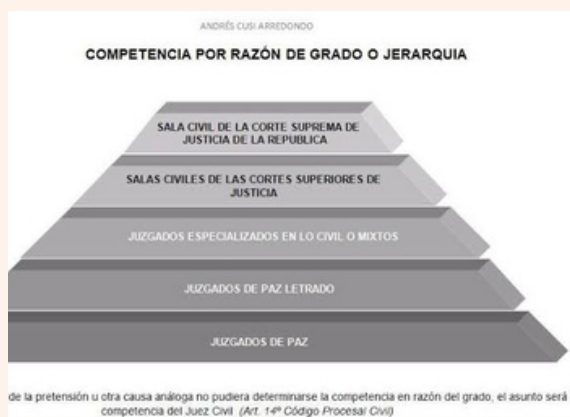 ANDRÉS CUSI ARREDONDO
COMPETENCIA POR RAZÓN DE GRADO O JERARQUIA
SALA CIVIL DE LA CORTE SUPREMA DE
JUSTICIA DE LA REPUBLICA
SALAS CIVILES DE LAS CORTES SUPERIORES DE
JUSTICIA
JUZGADOS ESPECIALIZADOS EN LO CIVIL O MIXTOS
JUZGADOS DE PAZ LETRADO
JUZGADOS DE PAZ
de la pretensión u otra causa análoga no pudiera determinarse la competencia en razón del grado, el asunto será
competencia del Juez Civil (Art. 14º Código Procesal Civil)